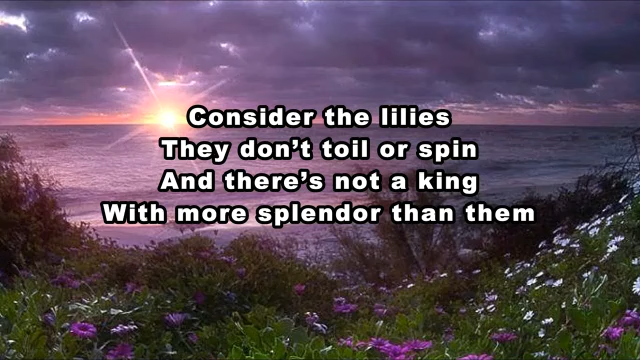 Consider the lilies
They don’t toil or spin
And there’s not a king
With more splendor than them